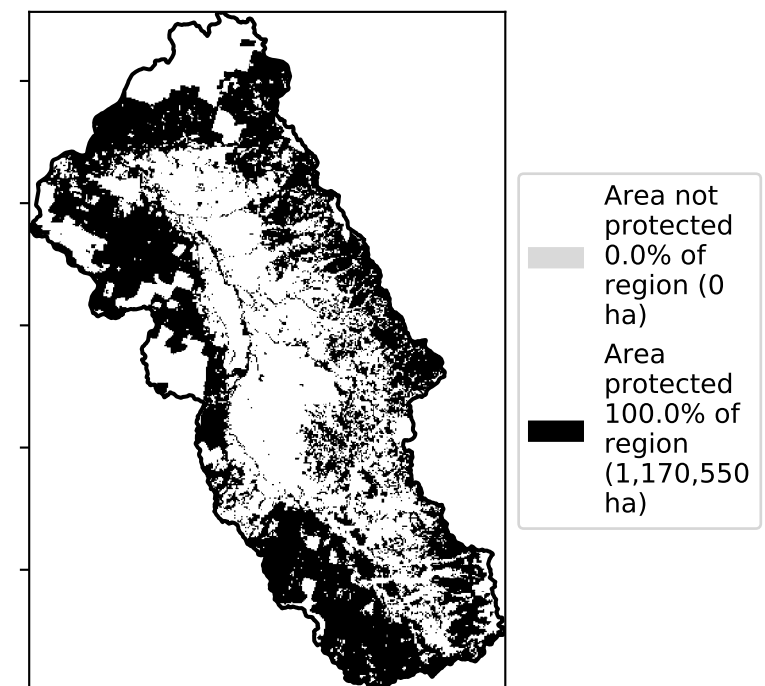 Area not
protected
0.0% of
region (0
ha)
Area
protected
100.0% of
region
(1,170,550
ha)